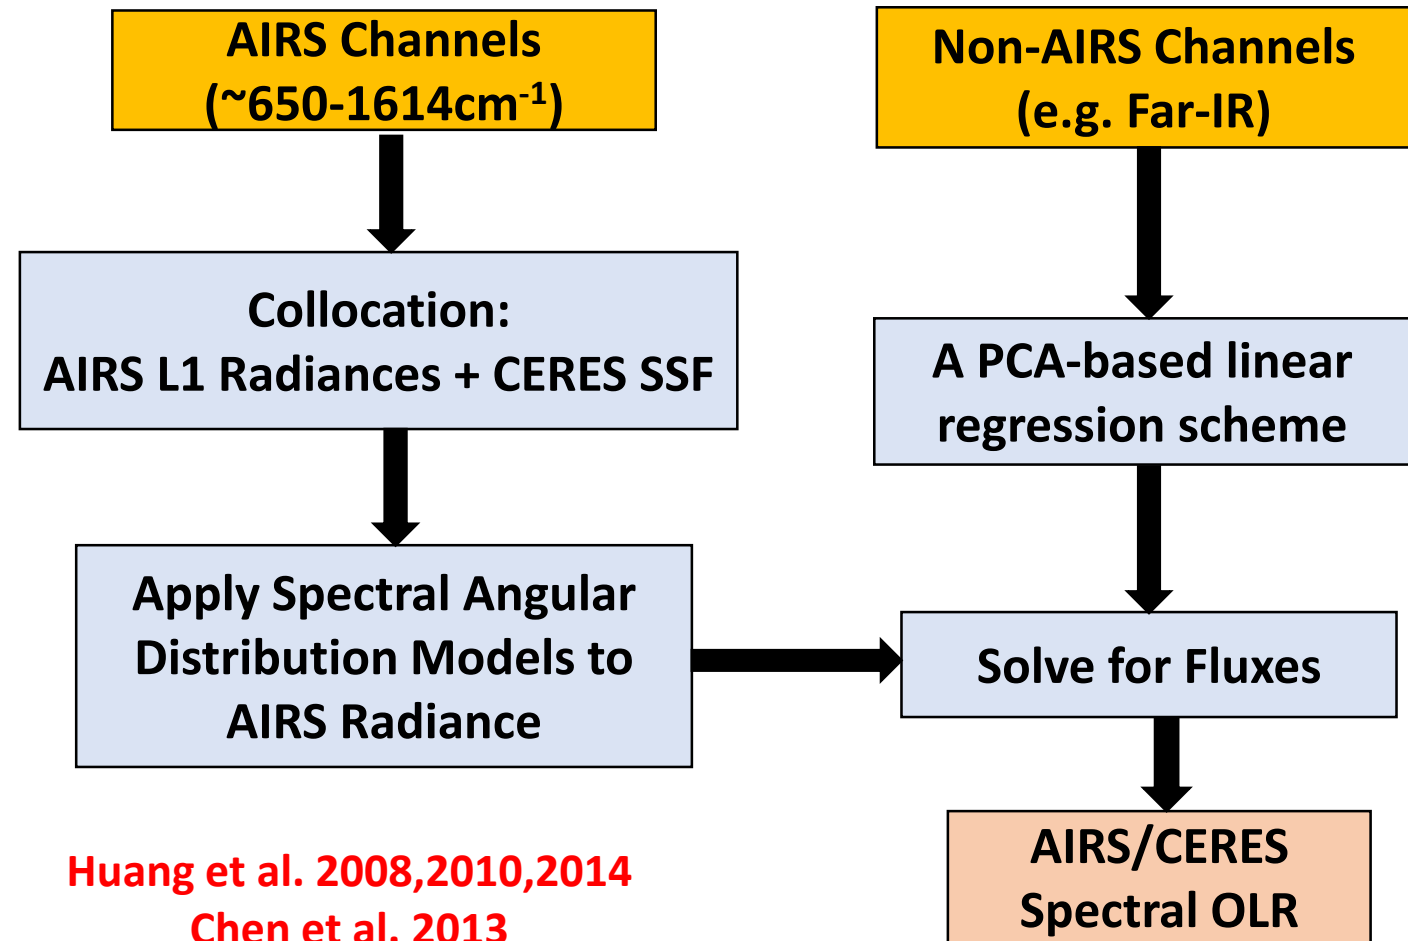 AIRS Channels
(~650-1614cm⁻¹)
Non-AIRS Channels
(e.g. Far-IR)
Collocation:
AIRS L1 Radiances + CERES SSF
A PCA-based linear
regression scheme
Apply Spectral Angular
Distribution Models to
AIRS Radiance
Solve for Fluxes
AIRS/CERES
Spectral OLR
Huang et al. 2008,2010,2014
Chen et al. 2013